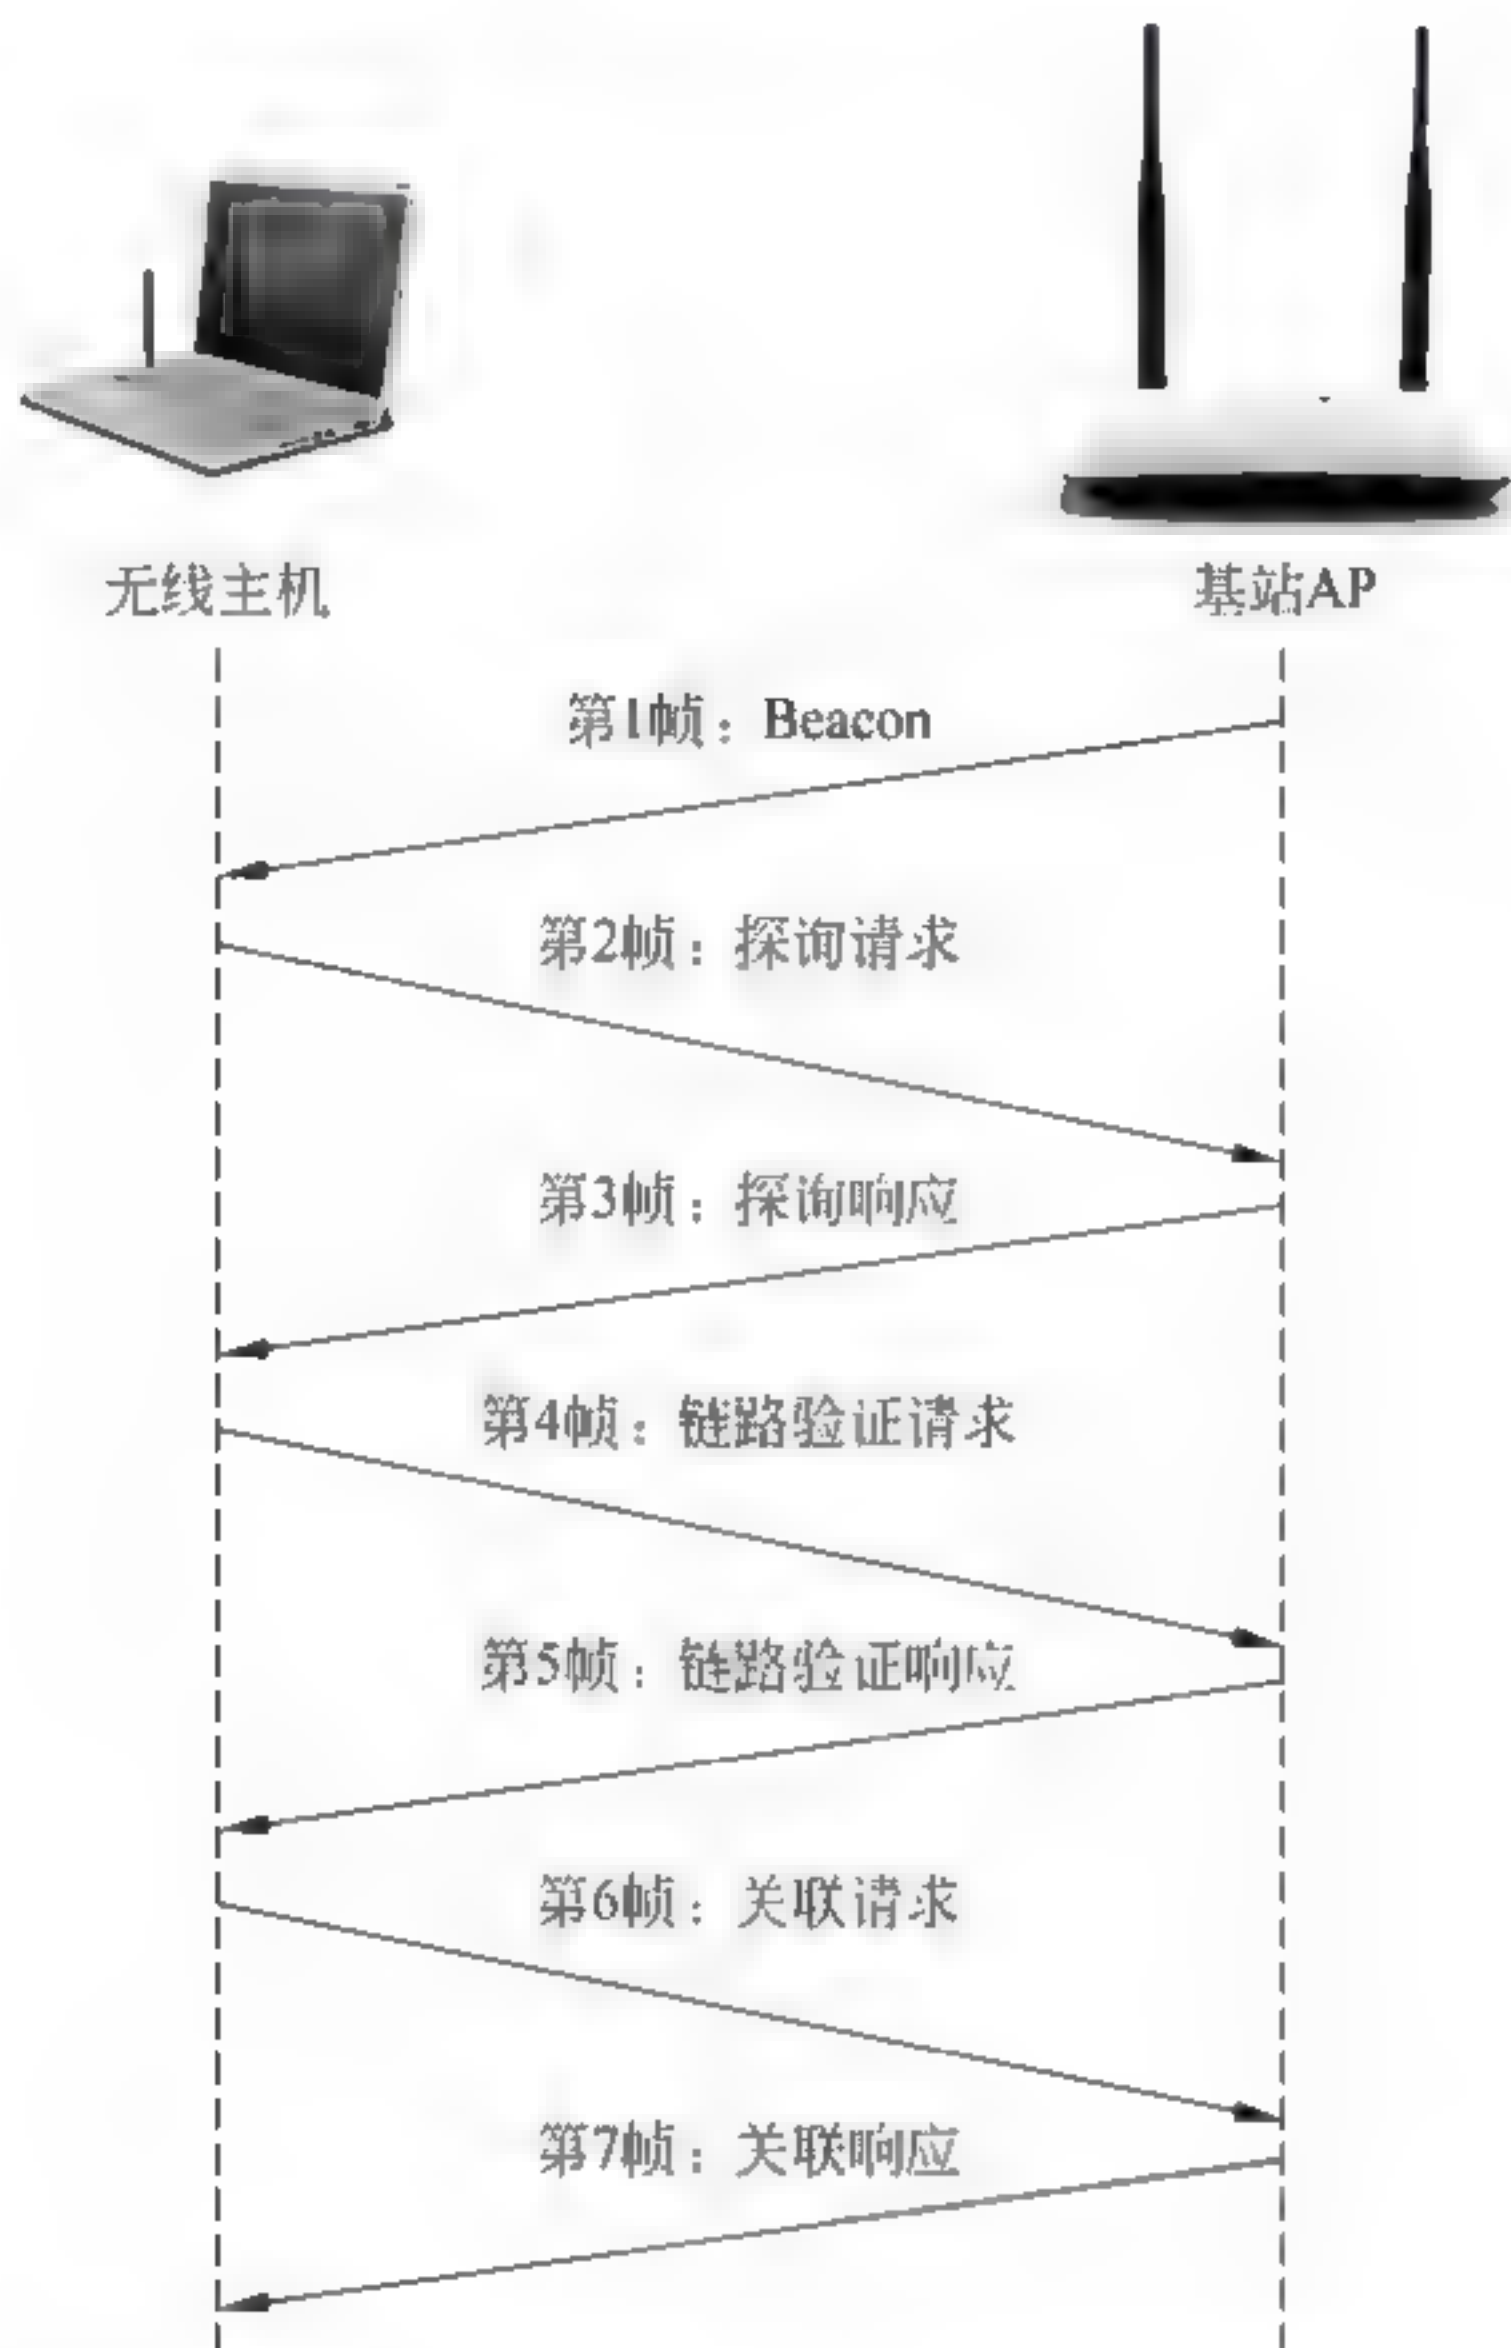 无线主机
基站AP
第1帧：Beacon
第2帧：探询请求
第3帧：探询响应
第4帧：链路验证请求
第5帧：链路验证响应
第6帧：关联请求
第7帧：关联响应